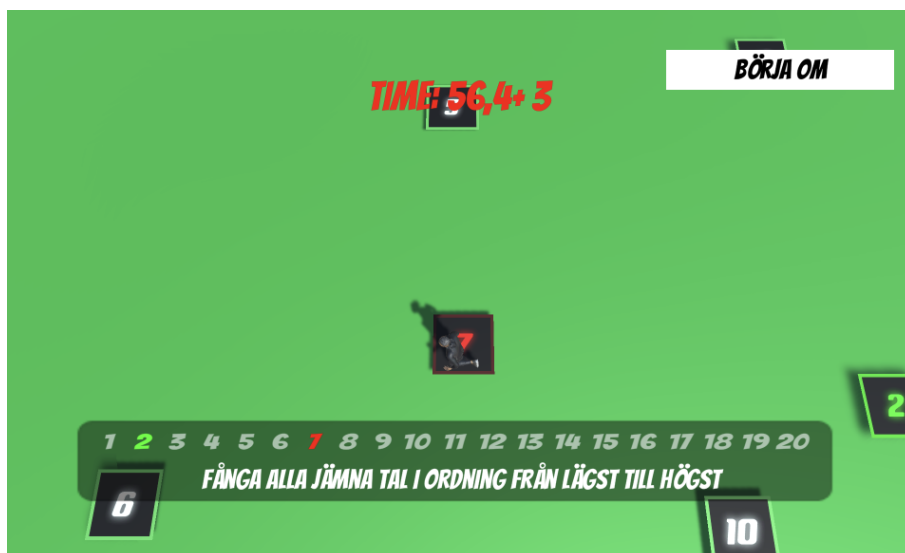 BÖRJA OM
TIME: 56,4+ 3
7
2
1 2 3 4 5 6 7 8 9 10 11 12 13 14 15 16 17 18 19 20
FÅNGA ALLA JÄMNA TAL I ORDNING FRÅN LÄGST TILL HÖGST
6
10